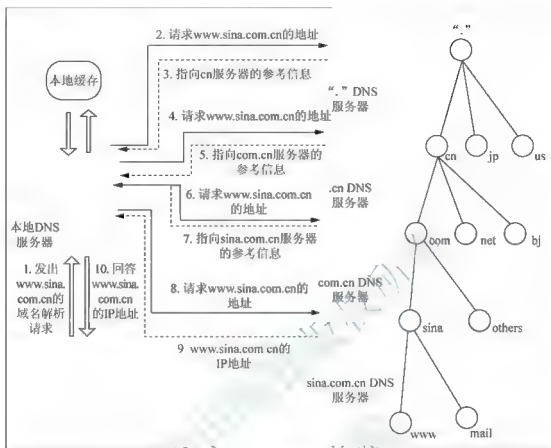 2. 请求www.sina.com.cn的地址
3. 指向cn服务器的参考信息
本地缓存
“.” DNS
服务器
4. 请求www.sina.com.cn的地址
5. 指向com.cn服务器的
参考信息
.cn DNS
服务器
6. 请求www.sina.com.cn
的地址
7. 指向sina.com.cn服务器
的参考信息
本地DNS
服务器
1. 发出
www.sina.
com.cn的
域名解析
请求
10. 回答
www.sina.
com.cn
的IP地址
8. 请求www.sina.com.cn的
地址
com.cn DNS
服务器
9 www.sina.com cn的
IP地址
sina.com.cn DNS
服务器
“.”
cn
jp
us
com
net
bj
sina
others
www
mail